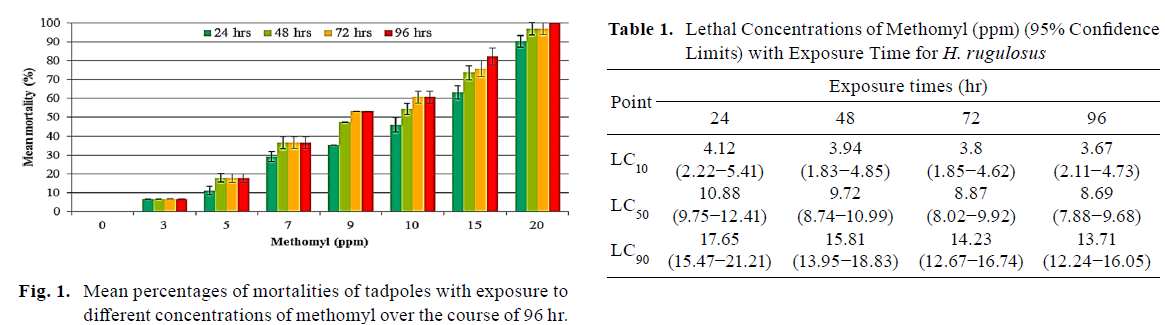 100
90
80
70
60
50
40
30
20
10
0
Mean mortality (%)
24 hrs 48 hrs 72 hrs 96 hrs
0 3 5 7 9 10 15 20
Methomyl (ppm)
Fig. 1. Mean percentages of mortalities of tadpoles with exposure to
different concentrations of methomyl over the course of 96 hr.
Table 1. Lethal Concentrations of Methomyl (ppm) (95% Confidence
Limits) with Exposure Time for H. rugulosus
Point Exposure times (hr)
24 48 72 96
LC10 4.12 3.94 3.8 3.67
(2.22−5.41) (1.83−4.85) (1.85−4.62) (2.11−4.73)
LC50 10.88 9.72 8.87 8.69
(9.75−12.41) (8.74−10.99) (8.02−9.92) (7.88−9.68)
LC90 17.65 15.81 14.23 13.71
(15.47−21.21) (13.95−18.83) (12.67−16.74) (12.24−16.05)